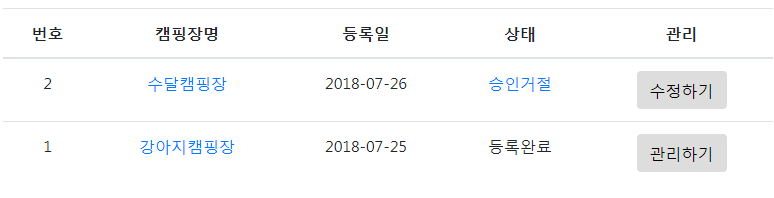 번호 캠핑장명 등록일 상태 관리
2 수달캠핑장 2018-07-26 승인거절 수정하기
1 강아지캠핑장 2018-07-25 등록완료 관리하기